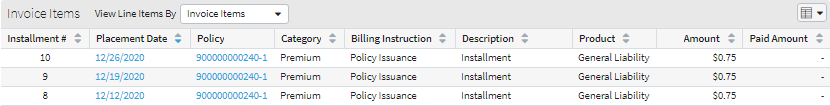 Invoice Items View Line Items By Invoice Items
Installment # Placement Date Policy Category Billing Instruction Description Product Amount Paid Amount
10 12/26/2020 900000000240-1 Premium Policy Issuance Installment General Liability $0.75 -
9 12/19/2020 900000000240-1 Premium Policy Issuance Installment General Liability $0.75 -
8 12/12/2020 900000000240-1 Premium Policy Issuance Installment General Liability $0.75 -